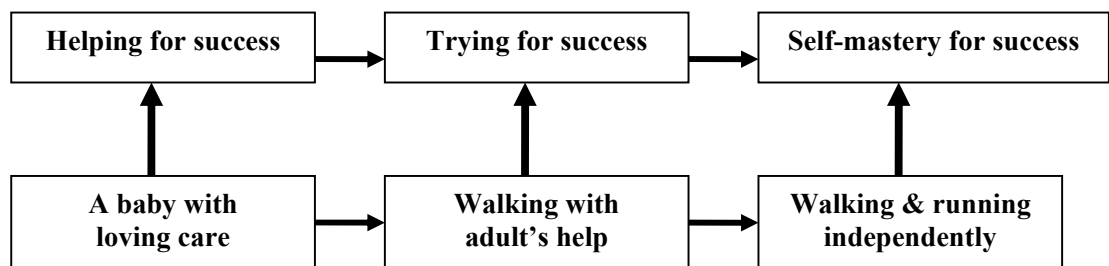 Helping for success
Trying for success
Self-mastery for success
A baby with
loving care
Walking with
adult’s help
Walking & running
independently